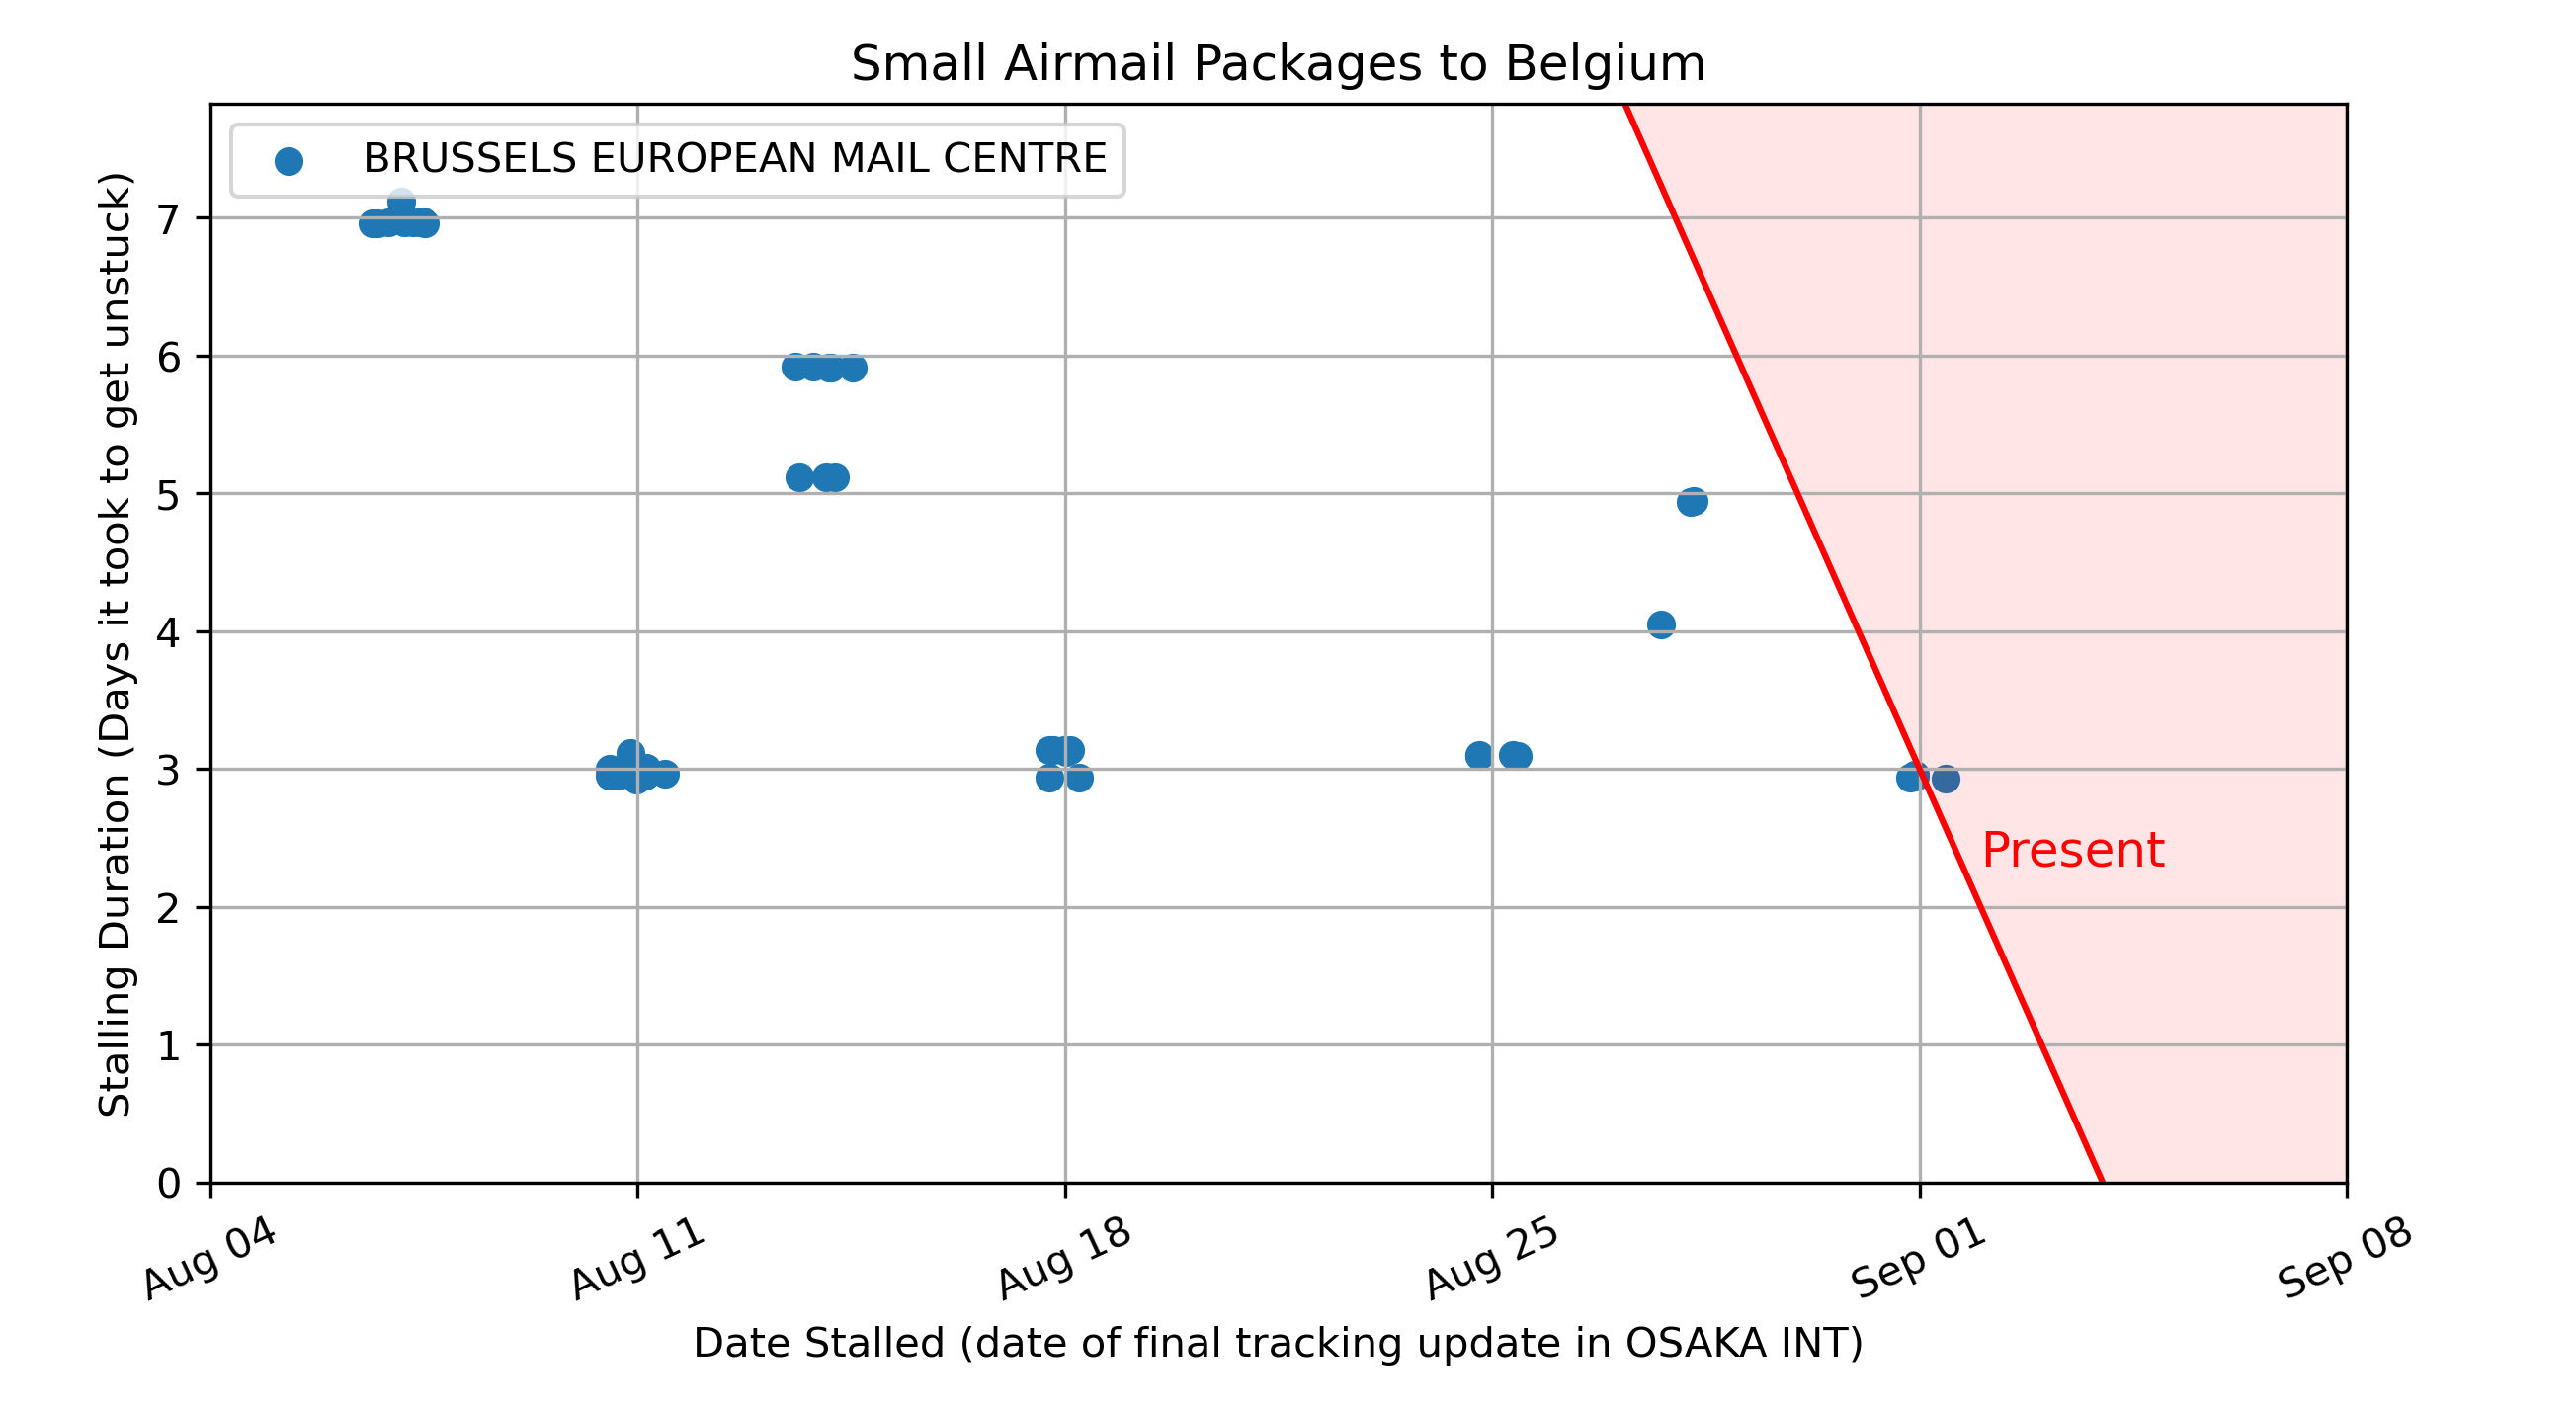 Small Airmail Packages to Belgium
BRUSSELS EUROPEAN MAIL CENTRE
Stalling Duration (Days it took to get unstuck)
7
6
5
4
3
2
1
0
Present
Aug 04
Aug 11
Aug 18
Aug 25
Sep 01
Sep 08
Date Stalled (date of final tracking update in OSAKA INT)